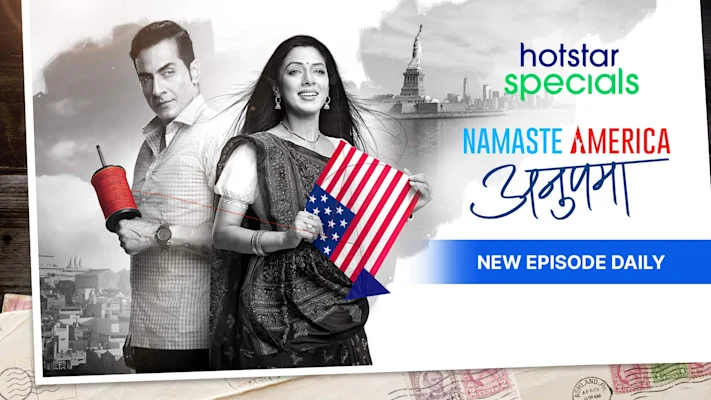 hotstar
specials
NAMASTE AMERICA
अनुपमा
NEW EPISODE DAILY